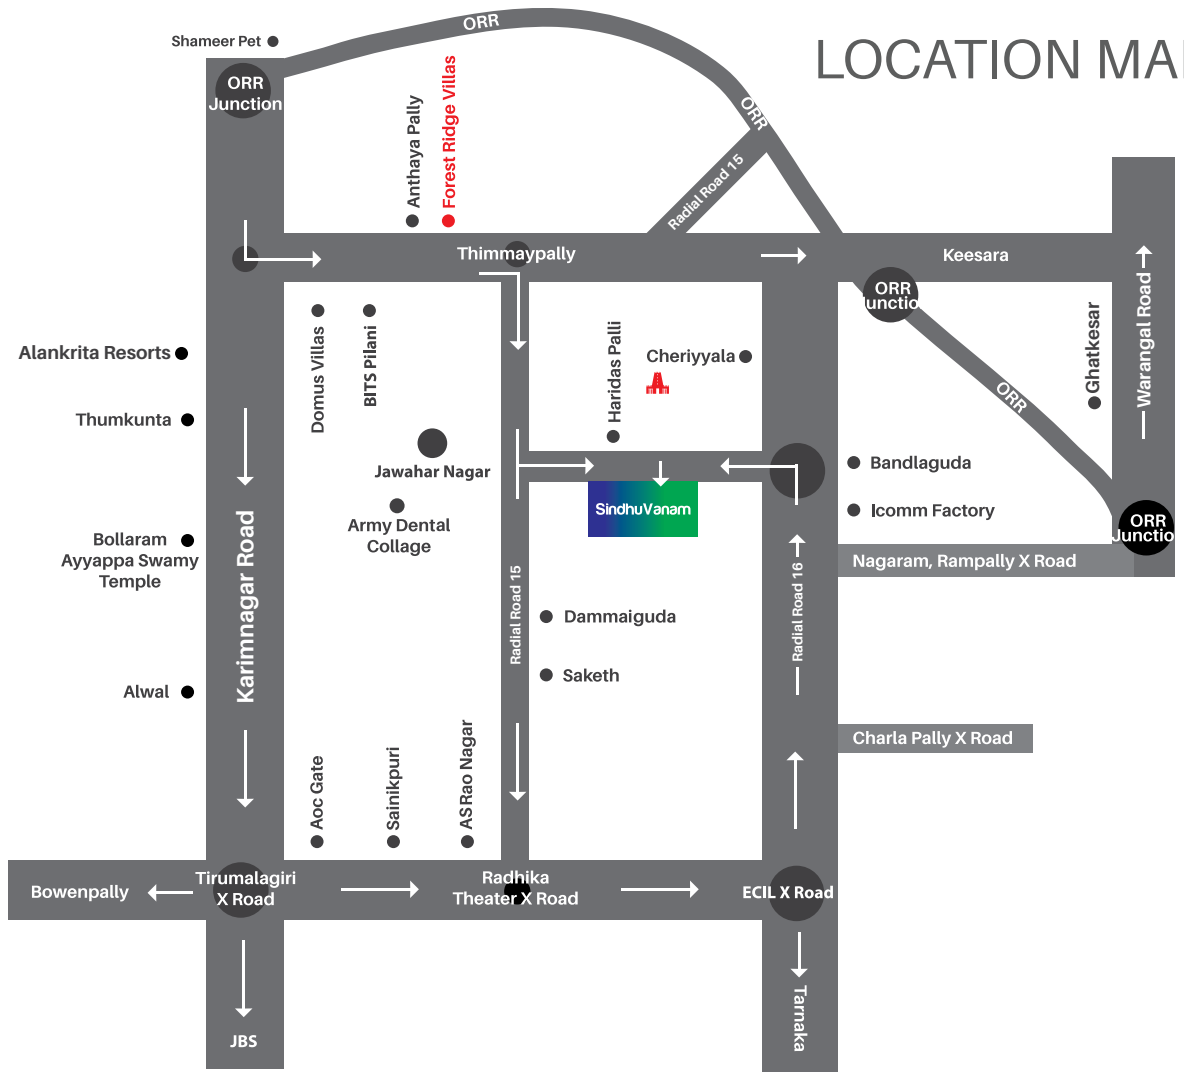 LOCATION MA
Shameer Pet
ORR
ORR
Junction
ORR
Anthaya Pally
Forest Ridge Villas
Radial Road 15
Thimmaypally
Keesara
ORR
Junction
Warangal Road
Ghatkesar
ORR
Alankrita Resorts
Domus Villas
BITS Pilani
Haridas Palli
Cheriyyala
Thumkunta
Jawahar Nagar
Bandlaguda
SindhuVanam
Icomm Factory
ORR
Junctio
Army Dental
Collage
Bollaram
Ayyappa Swamy
Temple
Karimnagar Road
Radial Road 15
Radial Road 16
Nagaram, Rampally X Road
Dammaiguda
Saketh
Alwal
Charla Pally X Road
Aoc Gate
Sainikpuri
ASRao Nagar
Bowenpally
Tirumalagiri
X Road
Radhika
Theater X Road
ECIL X Road
Tarnaka
JBS